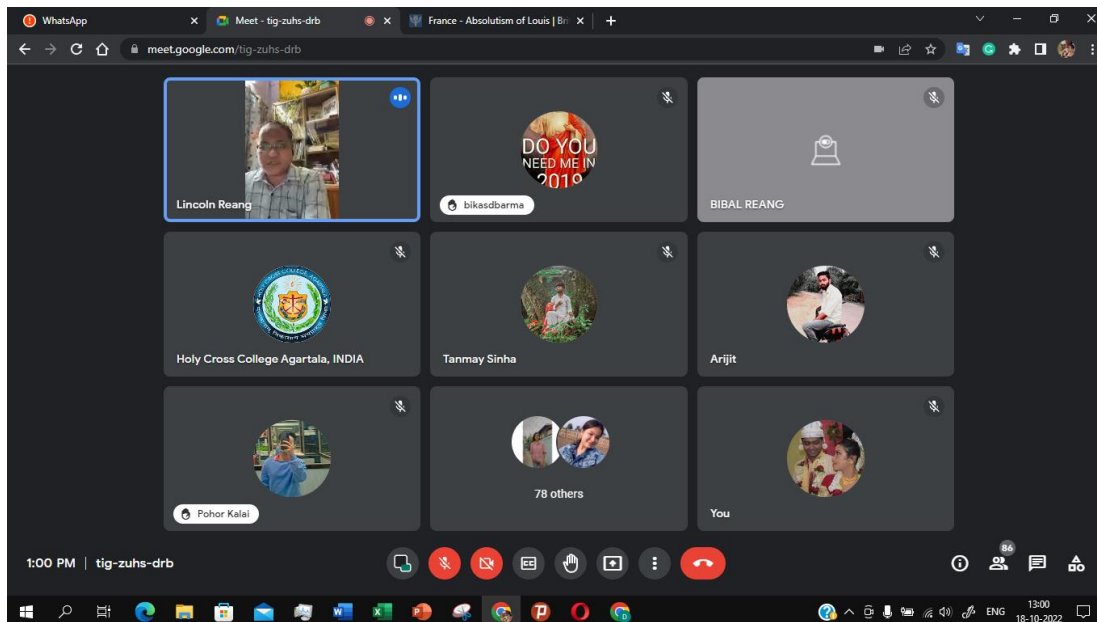 WhatsApp
Meet - tig-zuhs-drb
France - Absolutism of Louis | Bri
meet.google.com/tig-zuhs-drb
Lincoln Reang
DO YOU
NEED ME IN
2019
bikasdbarma
BIBAL REANG
Holy Cross College Agartala, INDIA
Tanmay Sinha
Arijit
Pohor Kalai
78 others
You
1:00 PM | tig-zuhs-drb
86
ENG
13:00
18-10-2022